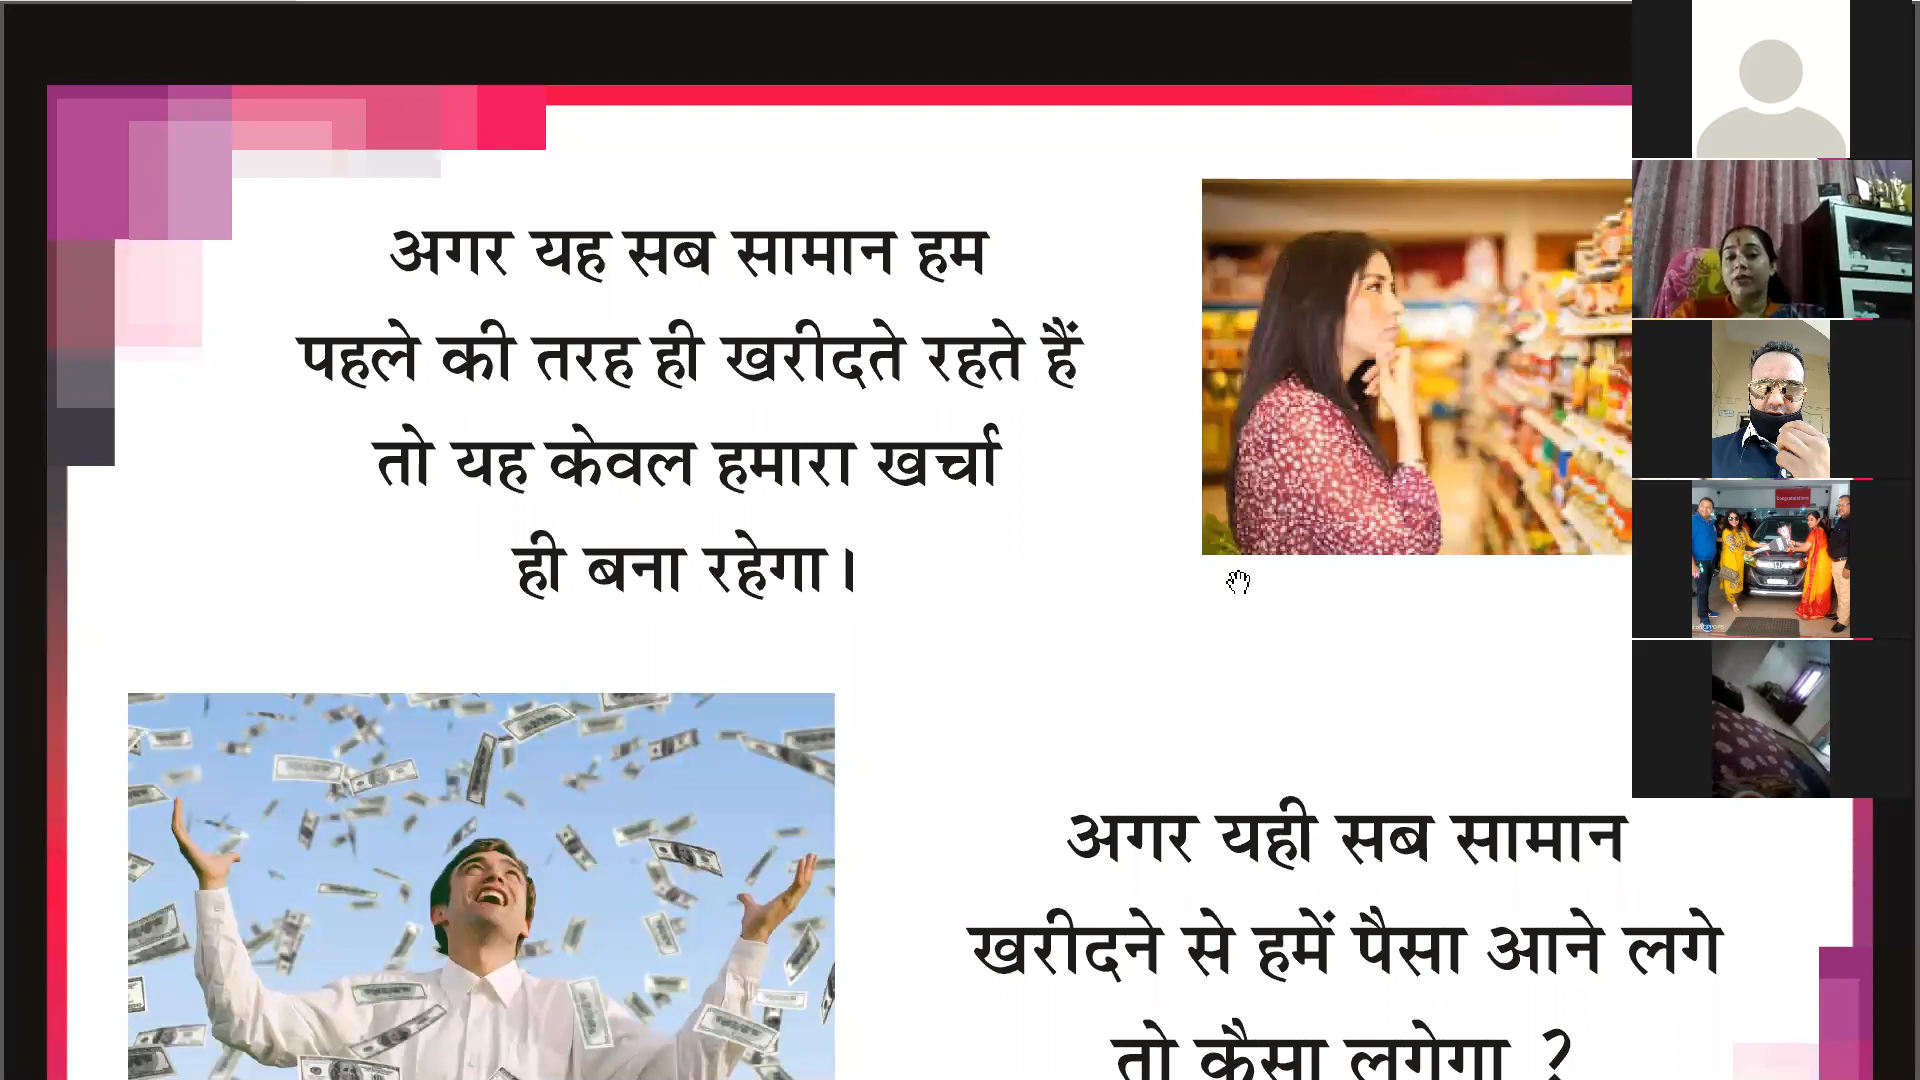 अगर यह सब सामान हम
पहले की तरह ही खरीदते रहते हैं
तो यह केवल हमारा खर्चा
ही बना रहेगा।
Congratulations
अगर यही सब सामान
खरीदने से हमें पैसा आने लगे
तो कैसा लगेगा ?